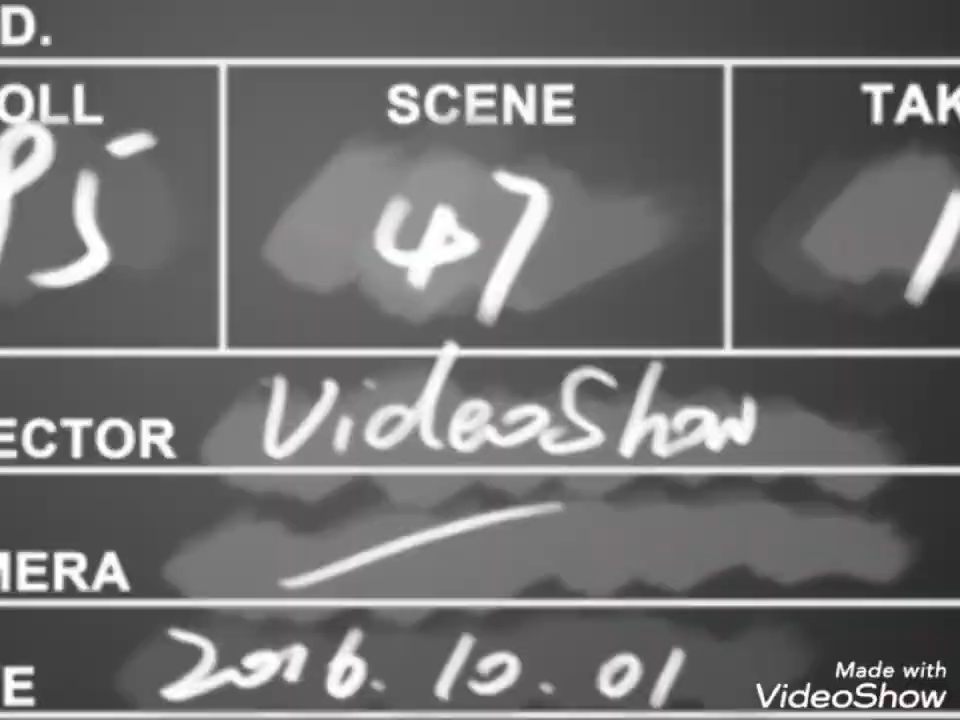 D.
OLL SCENE TAK
95 47 1
ECTOR VideoShow
MERA
E 2016.10.01
Made with
VideoShow